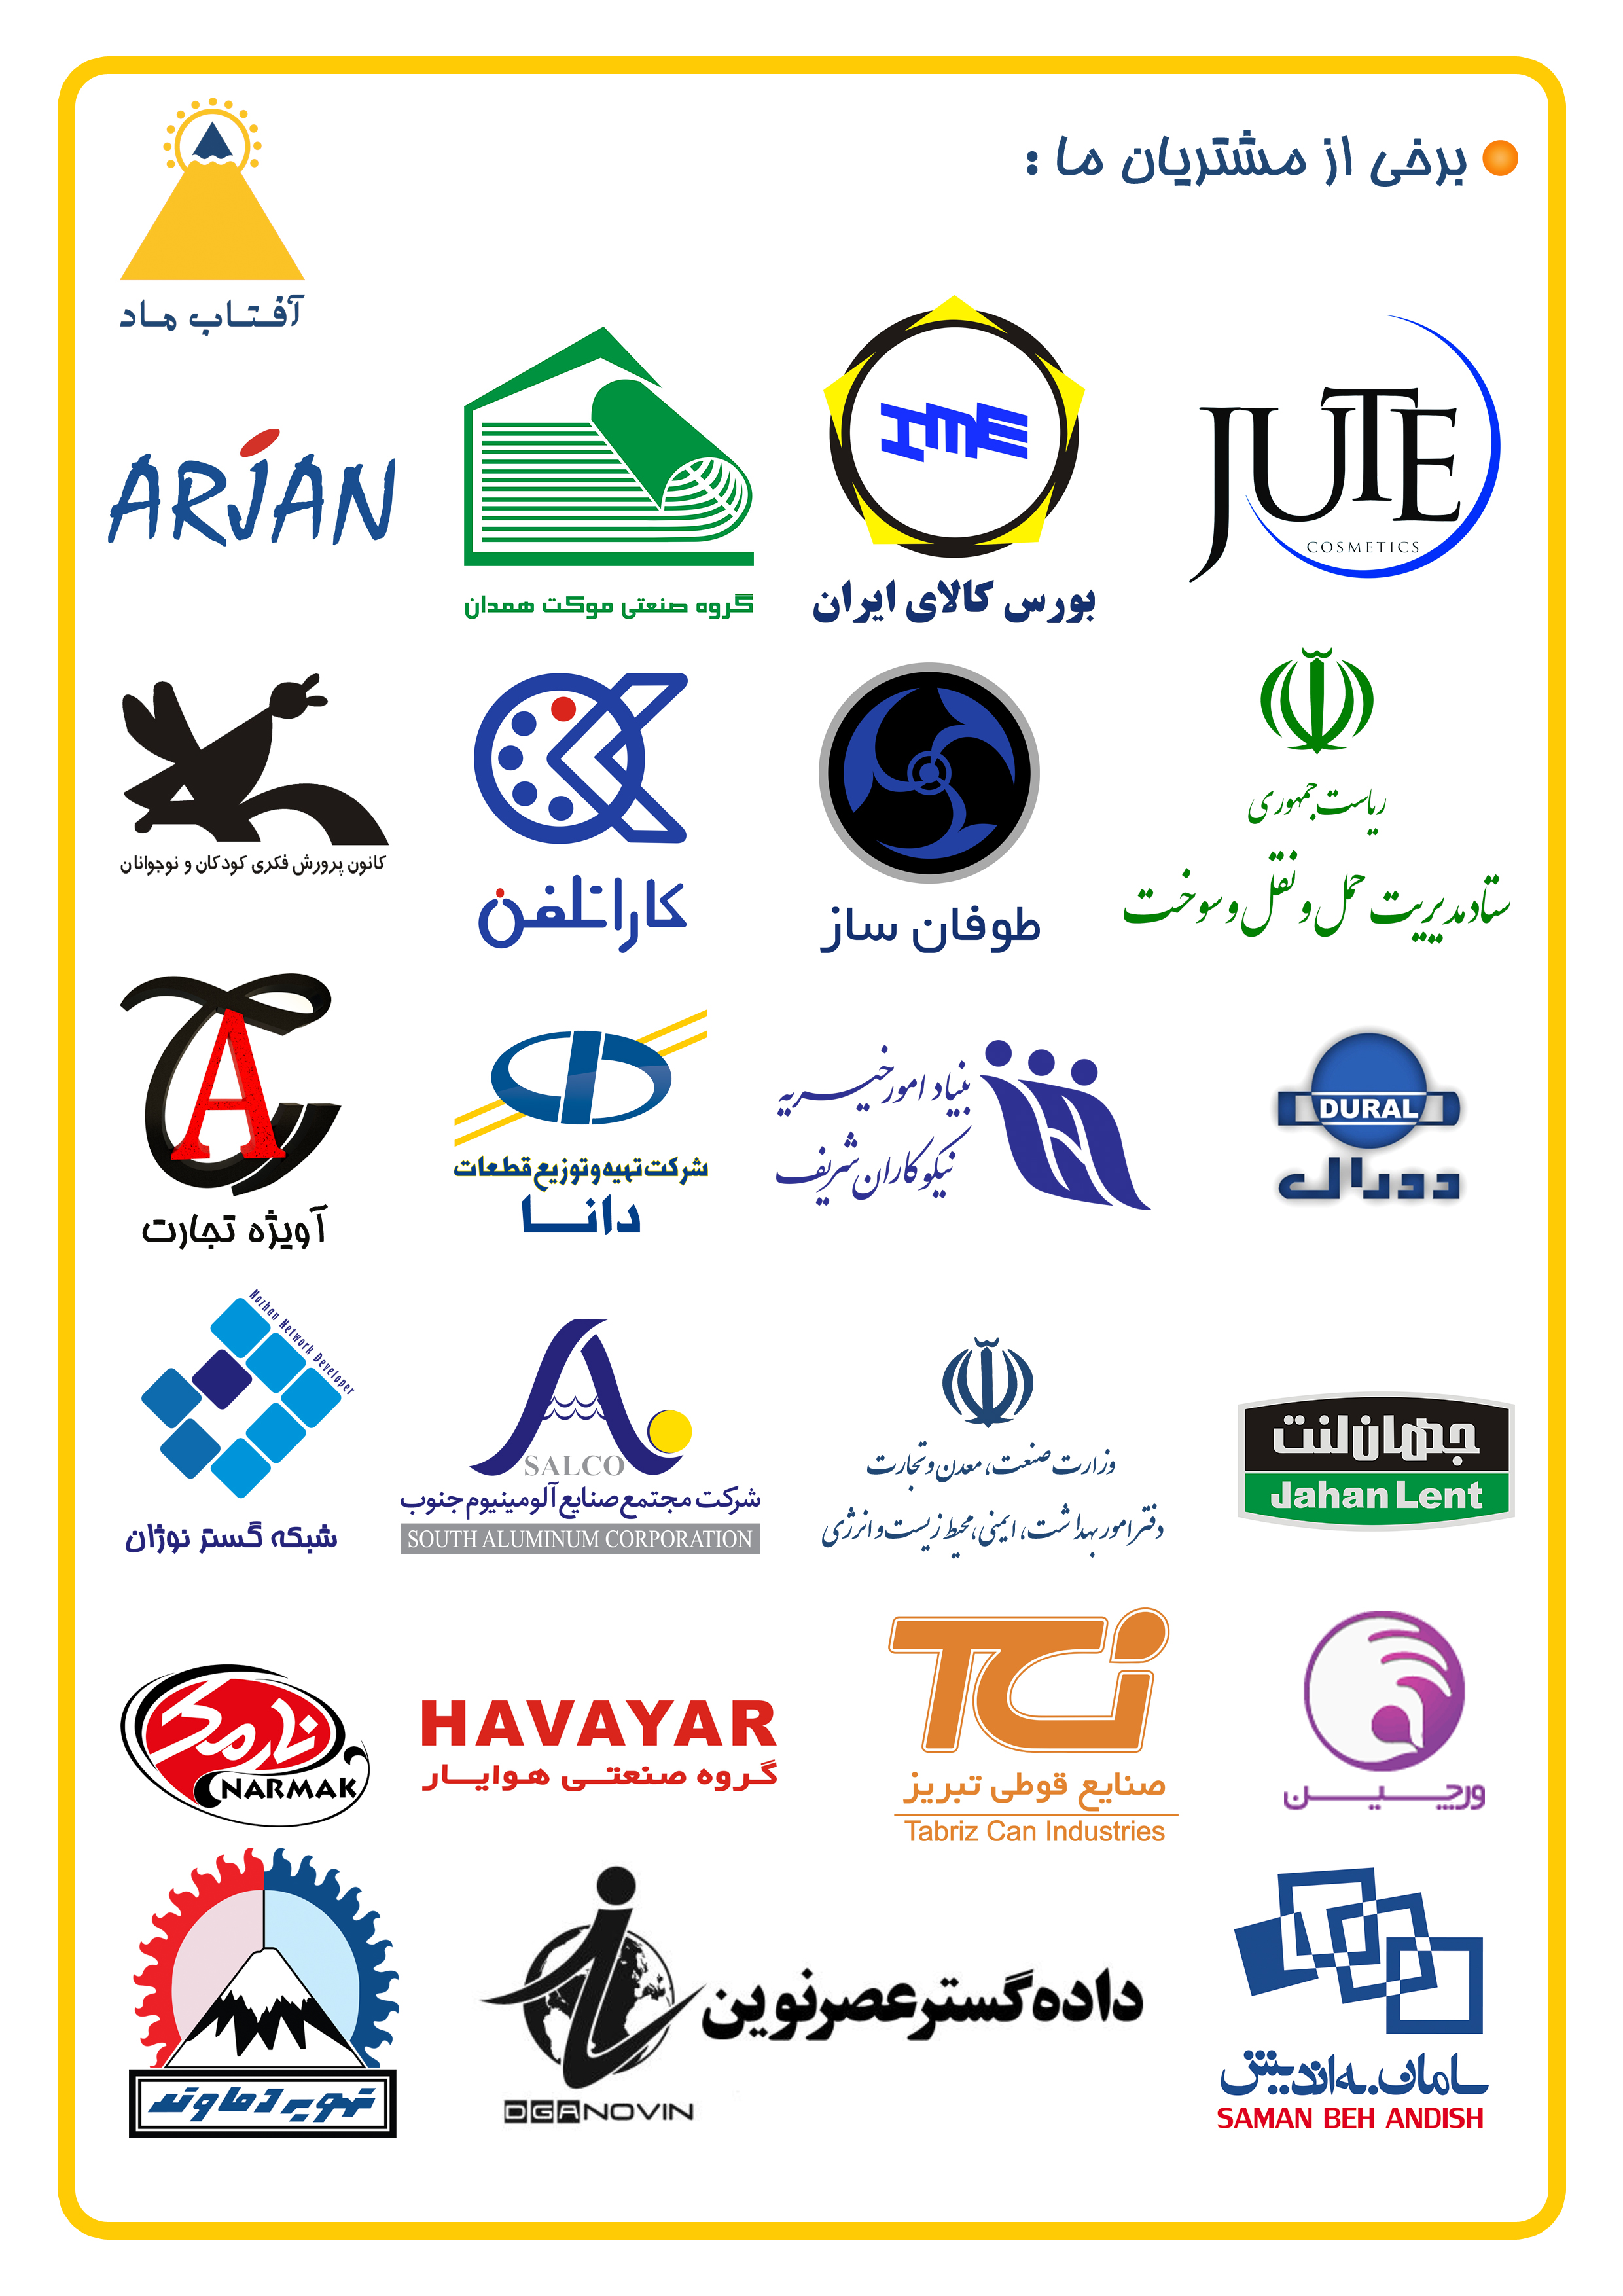 برخی از مشتریان ما :
آفتاب ماد
JUTE
COSMETICS
IME
بورس کالای ایران
گروه صنعتی موکت همدان
ARJAN
ریاست جمهوری
ستاد مدیریت حمل و نقل و سوخت
طوفان ساز
کاراتلفن
کانون پرورش فکری کودکان و نوجوانان
DURAL
دورال
بنیاد امور خیریه
نیکوکاران شریف
شرکت تهیه و توزیع قطعات
دانا
آویژه تجارت
جهان لنت
Jahan Lent
وزارت صنعت، معدن و تجارت
دفتر امور بهداشت، ایمنی، محیط زیست و انرژی
SALCO
شرکت مجتمع صنایع آلومینیوم جنوب
SOUTH ALUMINUM CORPORATION
Nozhan Network Developer
شبکه گستر نوژان
ورچین
TCi
صنایع قوطی تبریز
Tabriz Can Industries
HAVAYAR
گروه صنعتی هوایار
نارمک
NARMAK
سامان به اندیش
SAMAN BEH ANDISH
داده گستر عصر نوین
DGANOVIN
تهویه دماوند